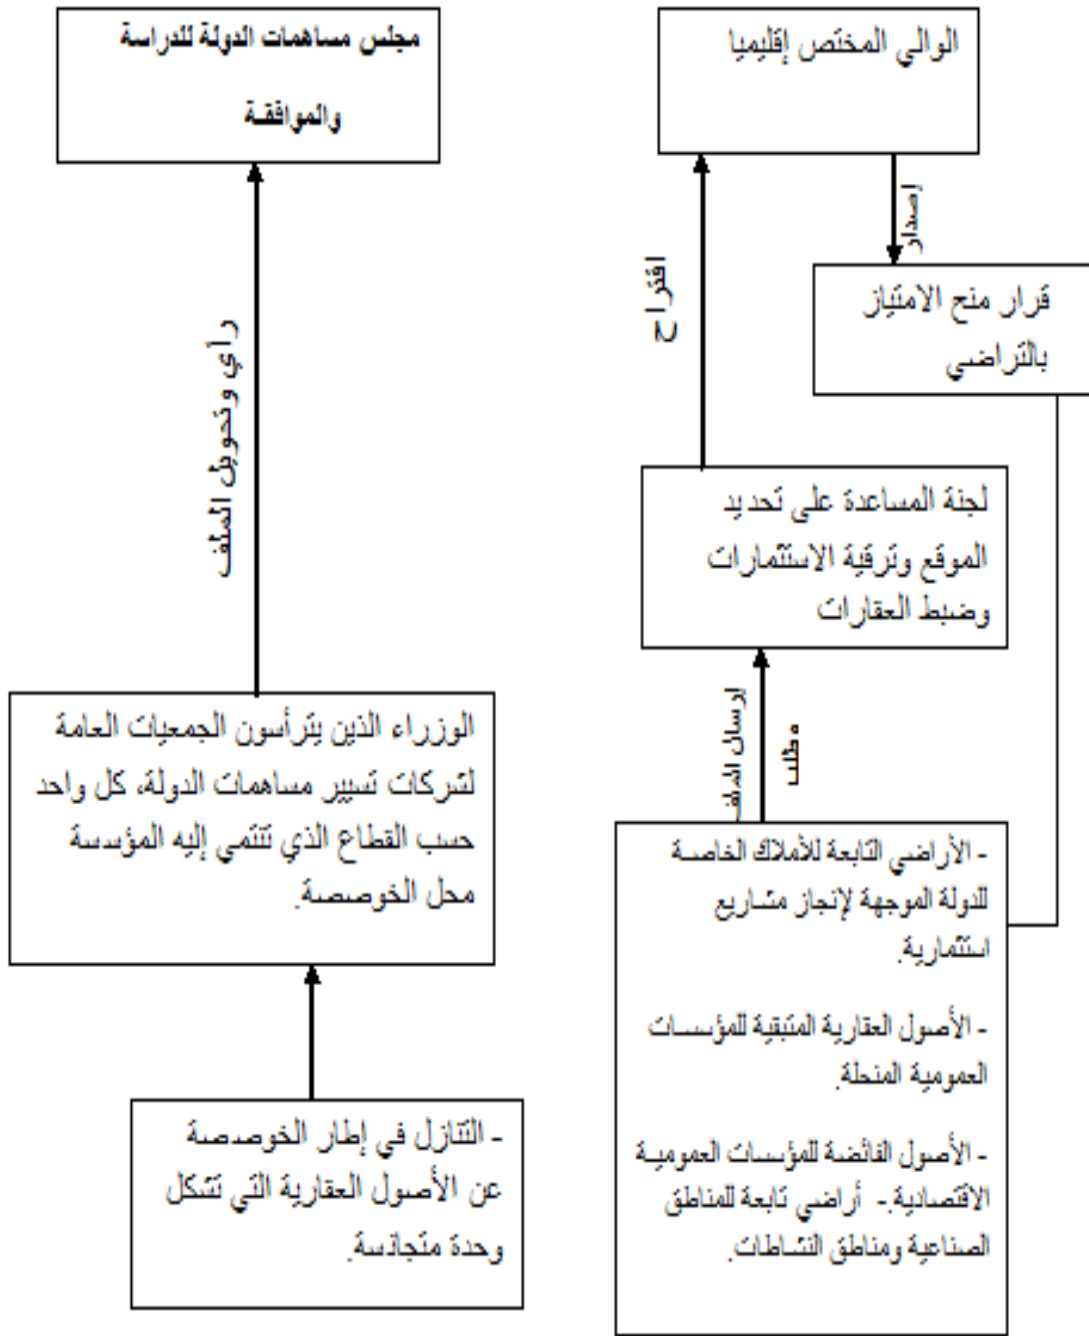 الوالي المختص إقليميا
إصدار
قرار منح الامتياز
بالتراضي
اقتراح
لجنة المساعدة على تحديد
الموقع وترقية الاستثمارات
وضبط العقارات
إرسال الملف
وطلب
- الأراضي التابعة للأملاك الخاصة
للدولة الموجهة لإنجاز مشاريع
استثمارية.
- الأصول العقارية المتبقية للمؤسسات
العمومية المنحلة.
- الأصول الفائضة للمؤسسات العمومية
الاقتصادية.- أراضي تابعة للمناطق
الصناعية ومناطق النشاطات.
مجلس مساهمات الدولة للدراسة
والموافقة
رأي وتحويل الملف
الوزراء الذين يترأسون الجمعيات العامة
لشركات تسيير مساهمات الدولة، كل واحد
حسب القطاع الذي تنتمي إليه المؤسسة
محل الخوصصة.
- التنازل في إطار الخوصصة
عن الأصول العقارية التي تشكل
وحدة متجانسة.